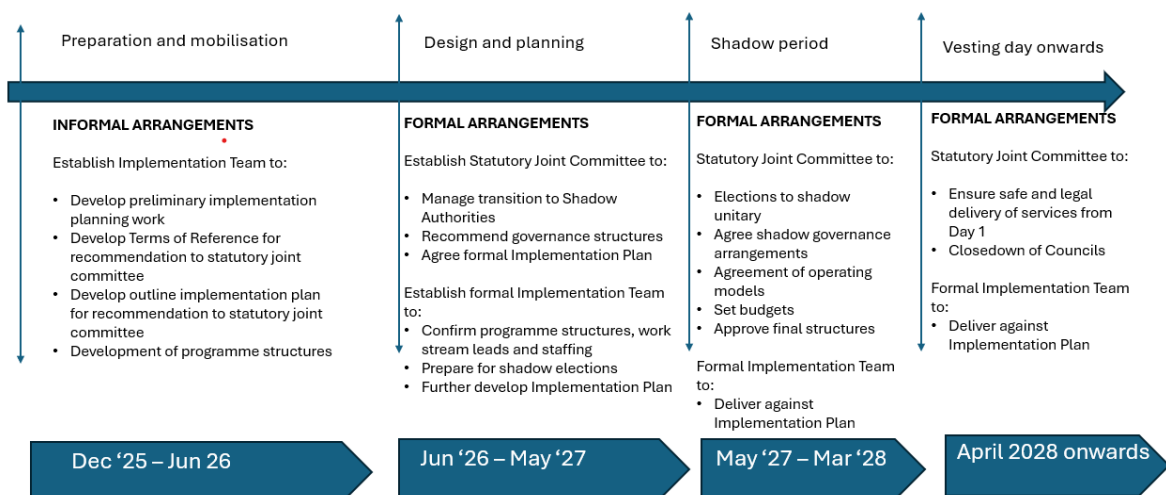 Preparation and mobilisation
Design and planning
Shadow period
Vesting day onwards
INFORMAL ARRANGEMENTS
Establish Implementation Team to:
• Develop preliminary implementation
planning work
• Develop Terms of Reference for
recommendation to statutory joint
committee
• Develop outline implementation plan
for recommendation to statutory joint
committee
• Development of programme structures
FORMAL ARRANGEMENTS
Establish Statutory Joint Committee to:
• Manage transition to Shadow
Authorities
• Recommend governance structures
• Agree formal Implementation Plan
Establish formal Implementation Team
to:
• Confirm programme structures, work
stream leads and staffing
• Prepare for shadow elections
• Further develop Implementation Plan
FORMAL ARRANGEMENTS
Statutory Joint Committee to:
• Elections to shadow
unitary
• Agree shadow governance
arrangements
• Agreement of operating
models
• Set budgets
• Approve final structures
Formal Implementation Team
to:
• Deliver against
Implementation Plan
FORMAL ARRANGEMENTS
Statutory Joint Committee to:
• Ensure safe and legal
delivery of services from
Day 1
• Closedown of Councils
Formal Implementation Team
to:
• Deliver against
Implementation Plan
Dec ‘25 – Jun 26
Jun ‘26 – May ‘27
May ‘27 – Mar ‘28
April 2028 onwards